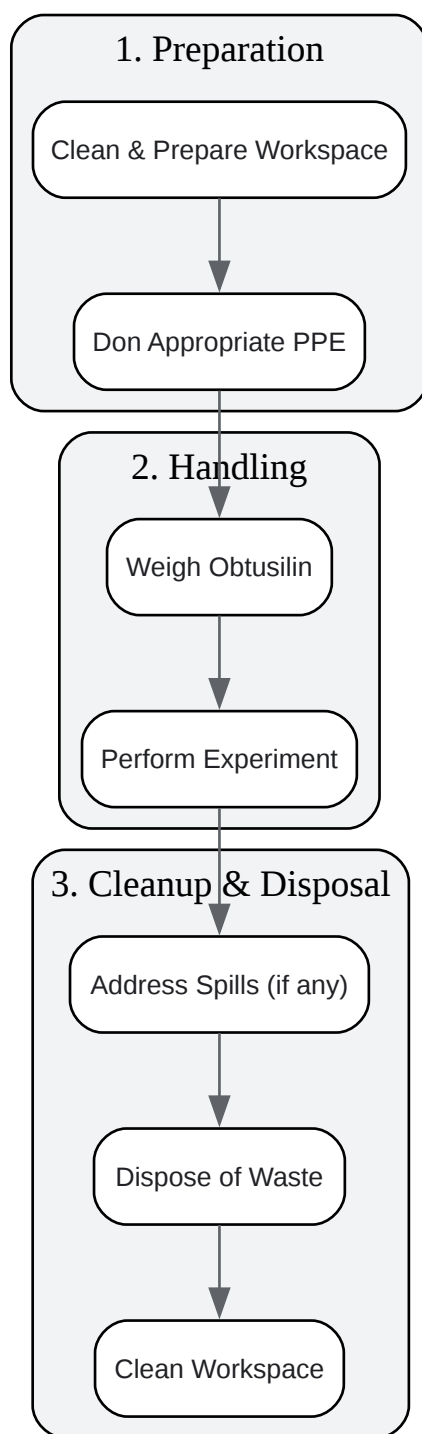 1. Preparation
Clean & Prepare Workspace
Don Appropriate PPE
2. Handling
Weigh Obtusilin
Perform Experiment
3. Cleanup & Disposal
Address Spills (if any)
Dispose of Waste
Clean Workspace